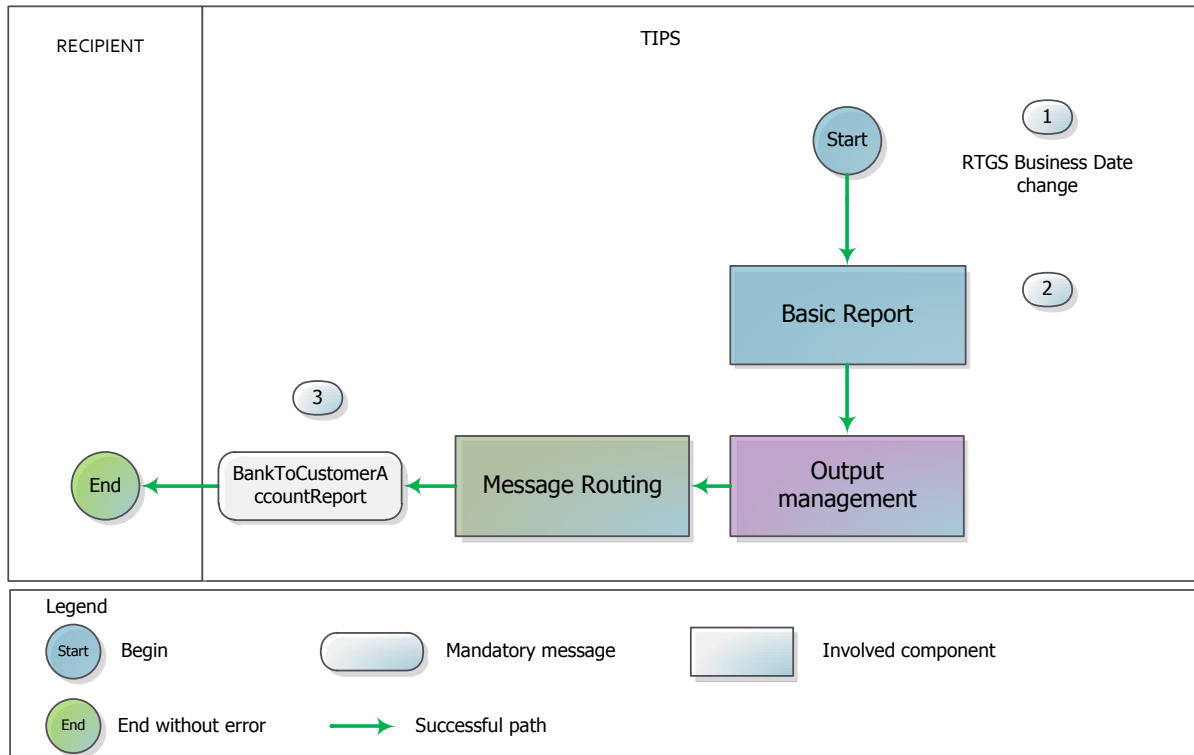 RECIPIENT
TIPS
Start
1
RTGS Business Date
change
Basic Report
2
3
End
BankToCustomerA
ccountReport
Message Routing
Output
management
Legend
Start
Begin
Mandatory message
Involved component
End
End without error
Successful path